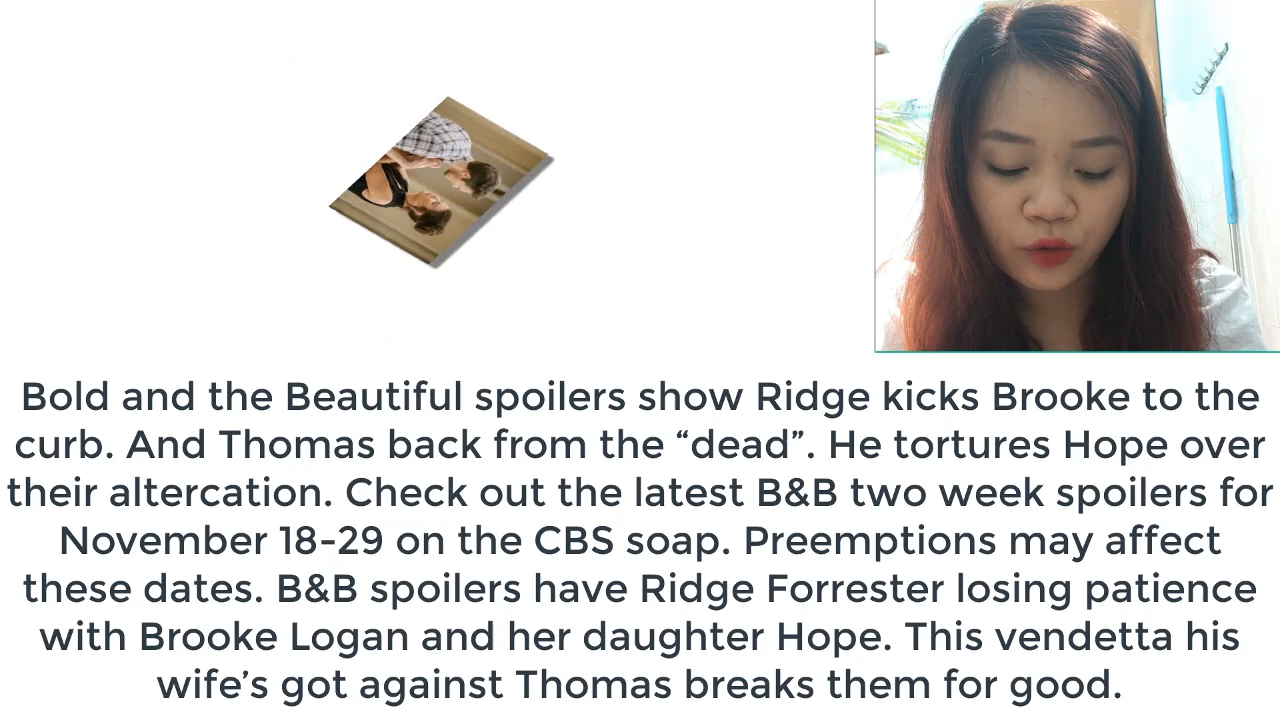 Bold and the Beautiful spoilers show Ridge kicks Brooke to the
curb. And Thomas back from the “dead”. He tortures Hope over
their altercation. Check out the latest B&B two week spoilers for
November 18-29 on the CBS soap. Preemptions may affect
these dates. B&B spoilers have Ridge Forrester losing patience
with Brooke Logan and her daughter Hope. This vendetta his
wife’s got against Thomas breaks them for good.